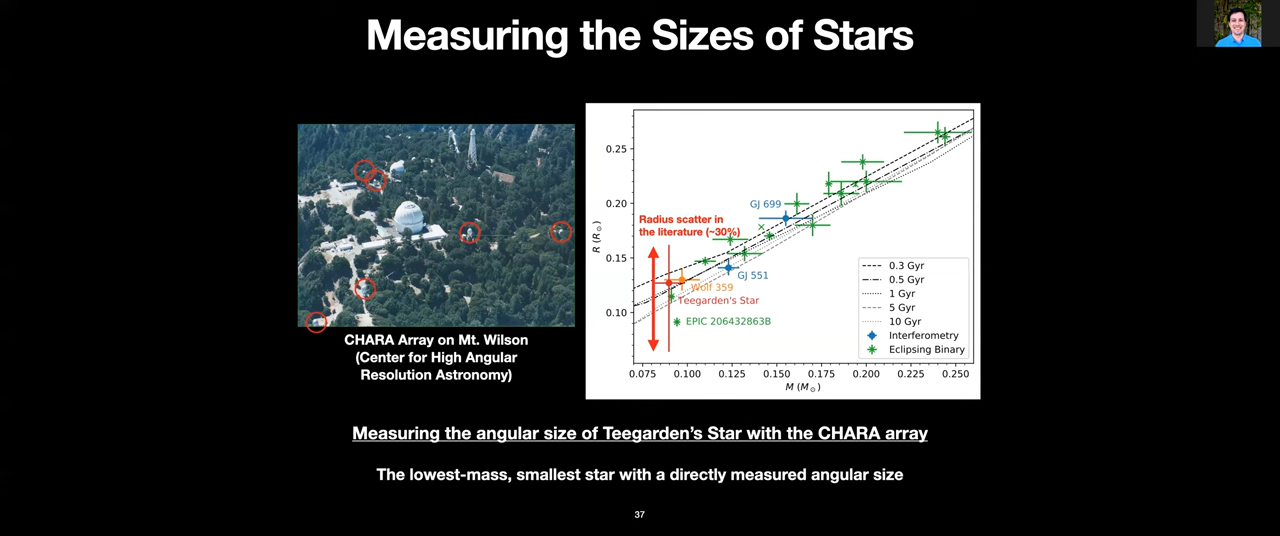 Measuring the Sizes of Stars
CHARA Array on Mt. Wilson
(Center for High Angular
Resolution Astronomy)
R (R⊙)
0.25
0.20
0.15
0.10
Radius scatter in
the literature (~30%)
GJ 699
GJ 551
Wolf 359
Teegarden's Star
EPIC 206432863B
0.3 Gyr
0.5 Gyr
1 Gyr
5 Gyr
10 Gyr
Interferometry
Eclipsing Binary
0.075 0.100 0.125 0.150 0.175 0.200 0.225 0.250
M (M⊙)
Measuring the angular size of Teegarden’s Star with the CHARA array
The lowest-mass, smallest star with a directly measured angular size
37